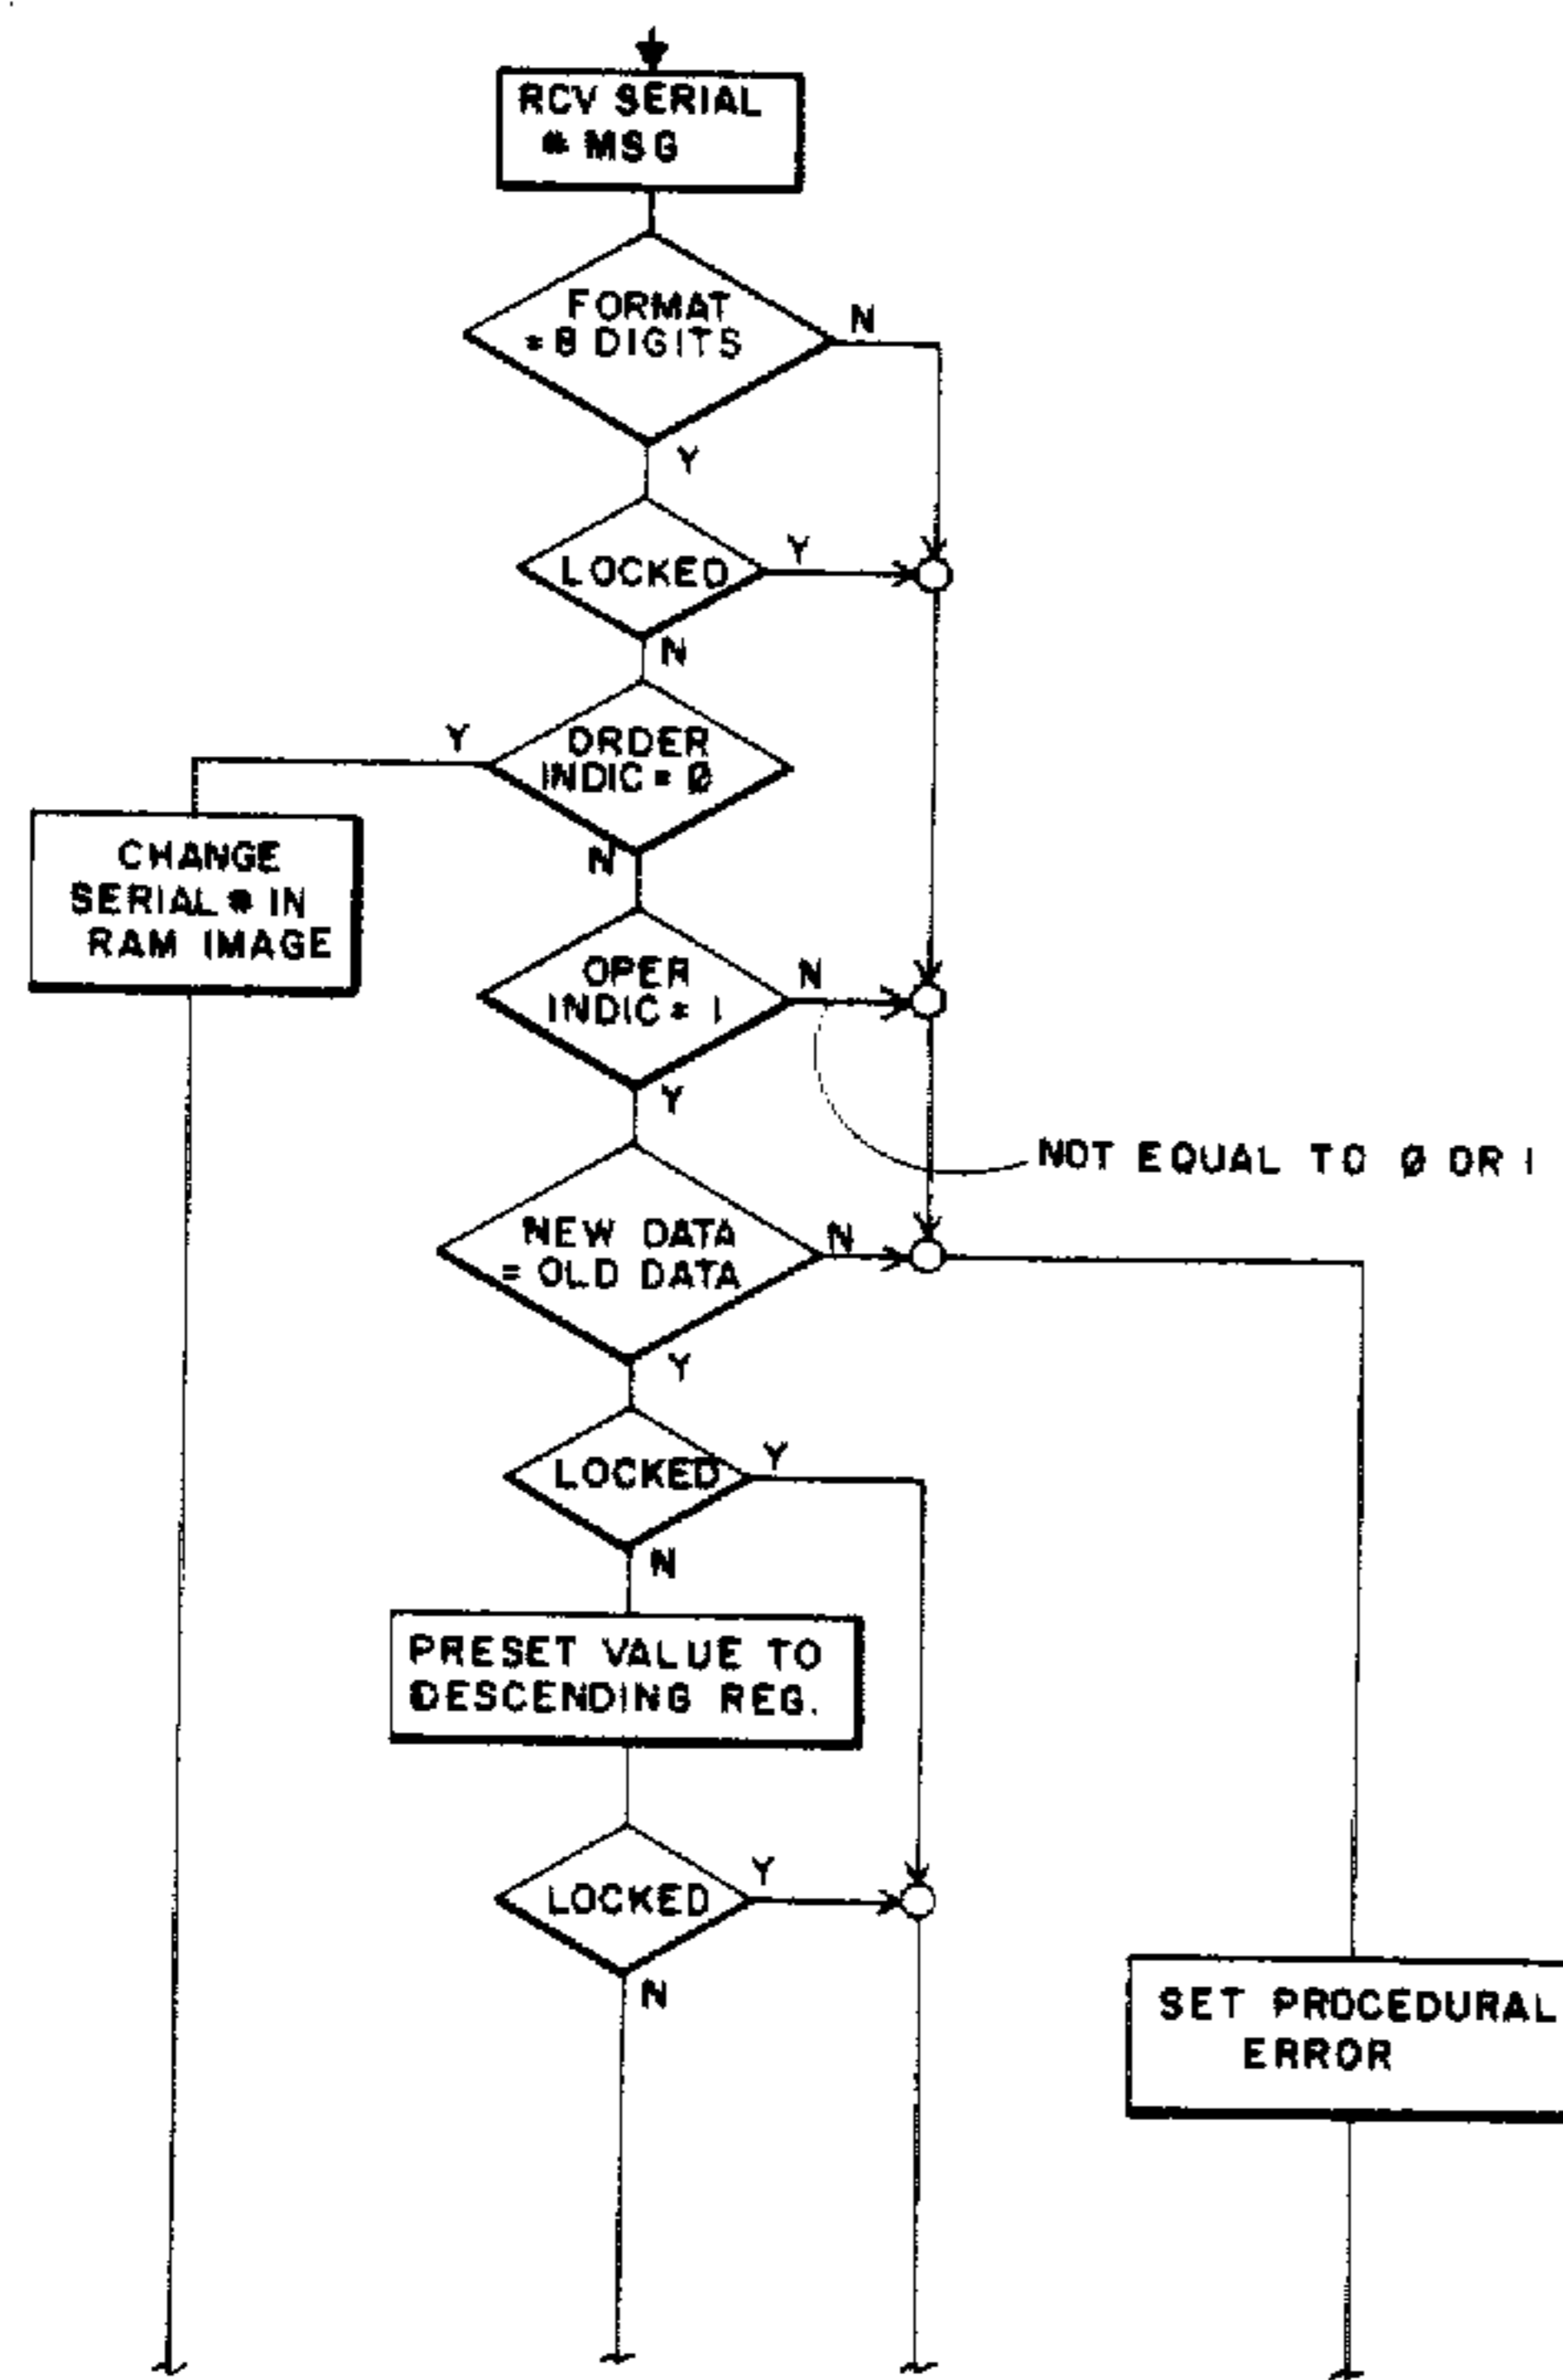 RCV SERIAL
# MSG
FORMAT
= 8 DIGITS
N
Y
LOCKED
Y
N
ORDER
INDIC = Ø
Y
N
CHANGE
SERIAL # IN
RAM IMAGE
OPER
INDIC = 1
N
Y
NOT EQUAL TO Ø OR 1
NEW DATA
= OLD DATA
N
Y
LOCKED
Y
N
PRESET VALUE TO
DESCENDING REG.
LOCKED
Y
N
SET PROCEDURAL
ERROR